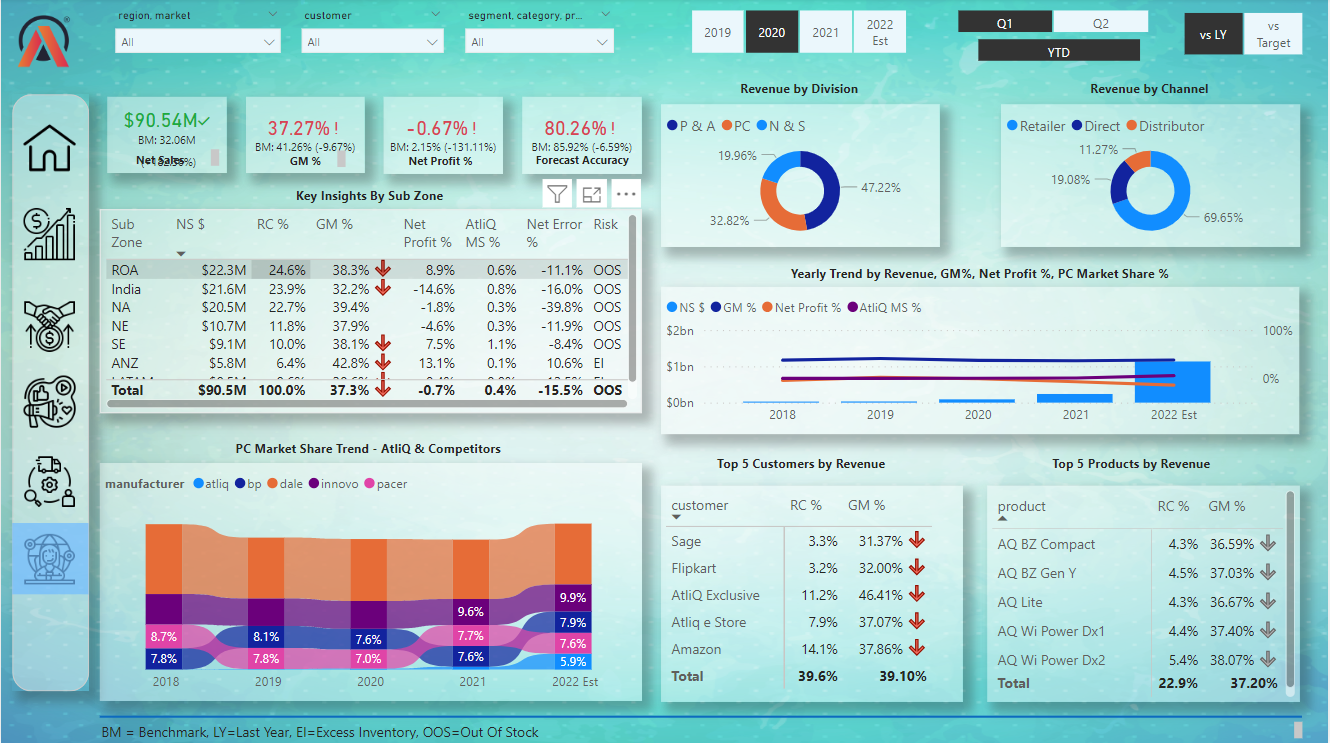 region, market
customer
segment, category, pr...
All
All
All
2019
2020
2021
2022 Est
Q1
Q2
YTD
vs LY
vs Target
$90.54M
BM: 32.06M
Net Sales
37.27% !
BM: 41.26% (-9.67%)
GM %
-0.67% !
BM: 2.15% (-131.11%)
Net Profit %
80.26% !
BM: 85.92% (-6.59%)
Forecast Accuracy
Key Insights By Sub Zone
Sub Zone NS $ RC % GM % Net Profit % AtliQ MS % Net Error % Risk
ROA $22.3M 24.6% 38.3% 8.9% 0.6% -11.1% OOS
India $21.6M 23.9% 32.2% -14.6% 0.8% -16.0% OOS
NA $20.5M 22.7% 39.4% -1.8% 0.3% -39.8% OOS
NE $10.7M 11.8% 37.9% -4.6% 0.3% -11.9% OOS
SE $9.1M 10.0% 38.1% 7.5% 1.1% -8.4% OOS
ANZ $5.8M 6.4% 42.8% 13.1% 0.1% 10.6% EI
Total $90.5M 100.0% 37.3% -0.7% 0.4% -15.5% OOS
Revenue by Division
P & A PC N & S
19.96%
47.22%
32.82%
Revenue by Channel
Retailer Direct Distributor
11.27%
19.08%
69.65%
Yearly Trend by Revenue, GM%, Net Profit %, PC Market Share %
NS $ GM % Net Profit % AtliQ MS %
$2bn
$1bn
$0bn
100%
0%
2018 2019 2020 2021 2022 Est
PC Market Share Trend - AtliQ & Competitors
manufacturer atliq bp dale innovo pacer
8.7%
7.8%
8.1%
7.8%
7.6%
7.0%
9.6%
7.7%
7.6%
9.9%
7.9%
7.6%
5.9%
2018 2019 2020 2021 2022 Est
Top 5 Customers by Revenue
customer RC % GM %
Sage 3.3% 31.37%
Flipkart 3.2% 32.00%
AtliQ Exclusive 11.2% 46.41%
Atliq e Store 7.9% 37.07%
Amazon 14.1% 37.86%
Total 39.6% 39.10%
Top 5 Products by Revenue
product RC % GM %
AQ BZ Compact 4.3% 36.59%
AQ BZ Gen Y 4.5% 37.03%
AQ Lite 4.3% 36.67%
AQ Wi Power Dx1 4.4% 37.40%
AQ Wi Power Dx2 5.4% 38.07%
Total 22.9% 37.20%
BM = Benchmark, LY=Last Year, EI=Excess Inventory, OOS=Out Of Stock